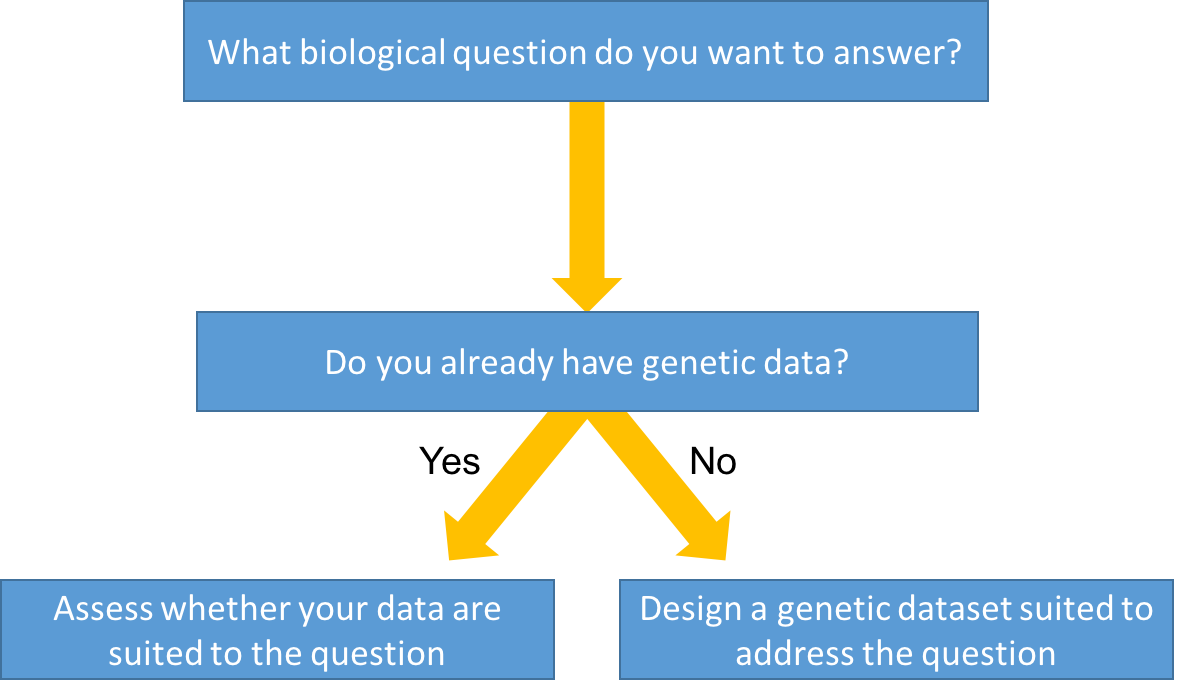 What biological question do you want to answer?
Do you already have genetic data?
Yes
No
Assess whether your data are
suited to the question
Design a genetic dataset suited to
address the question